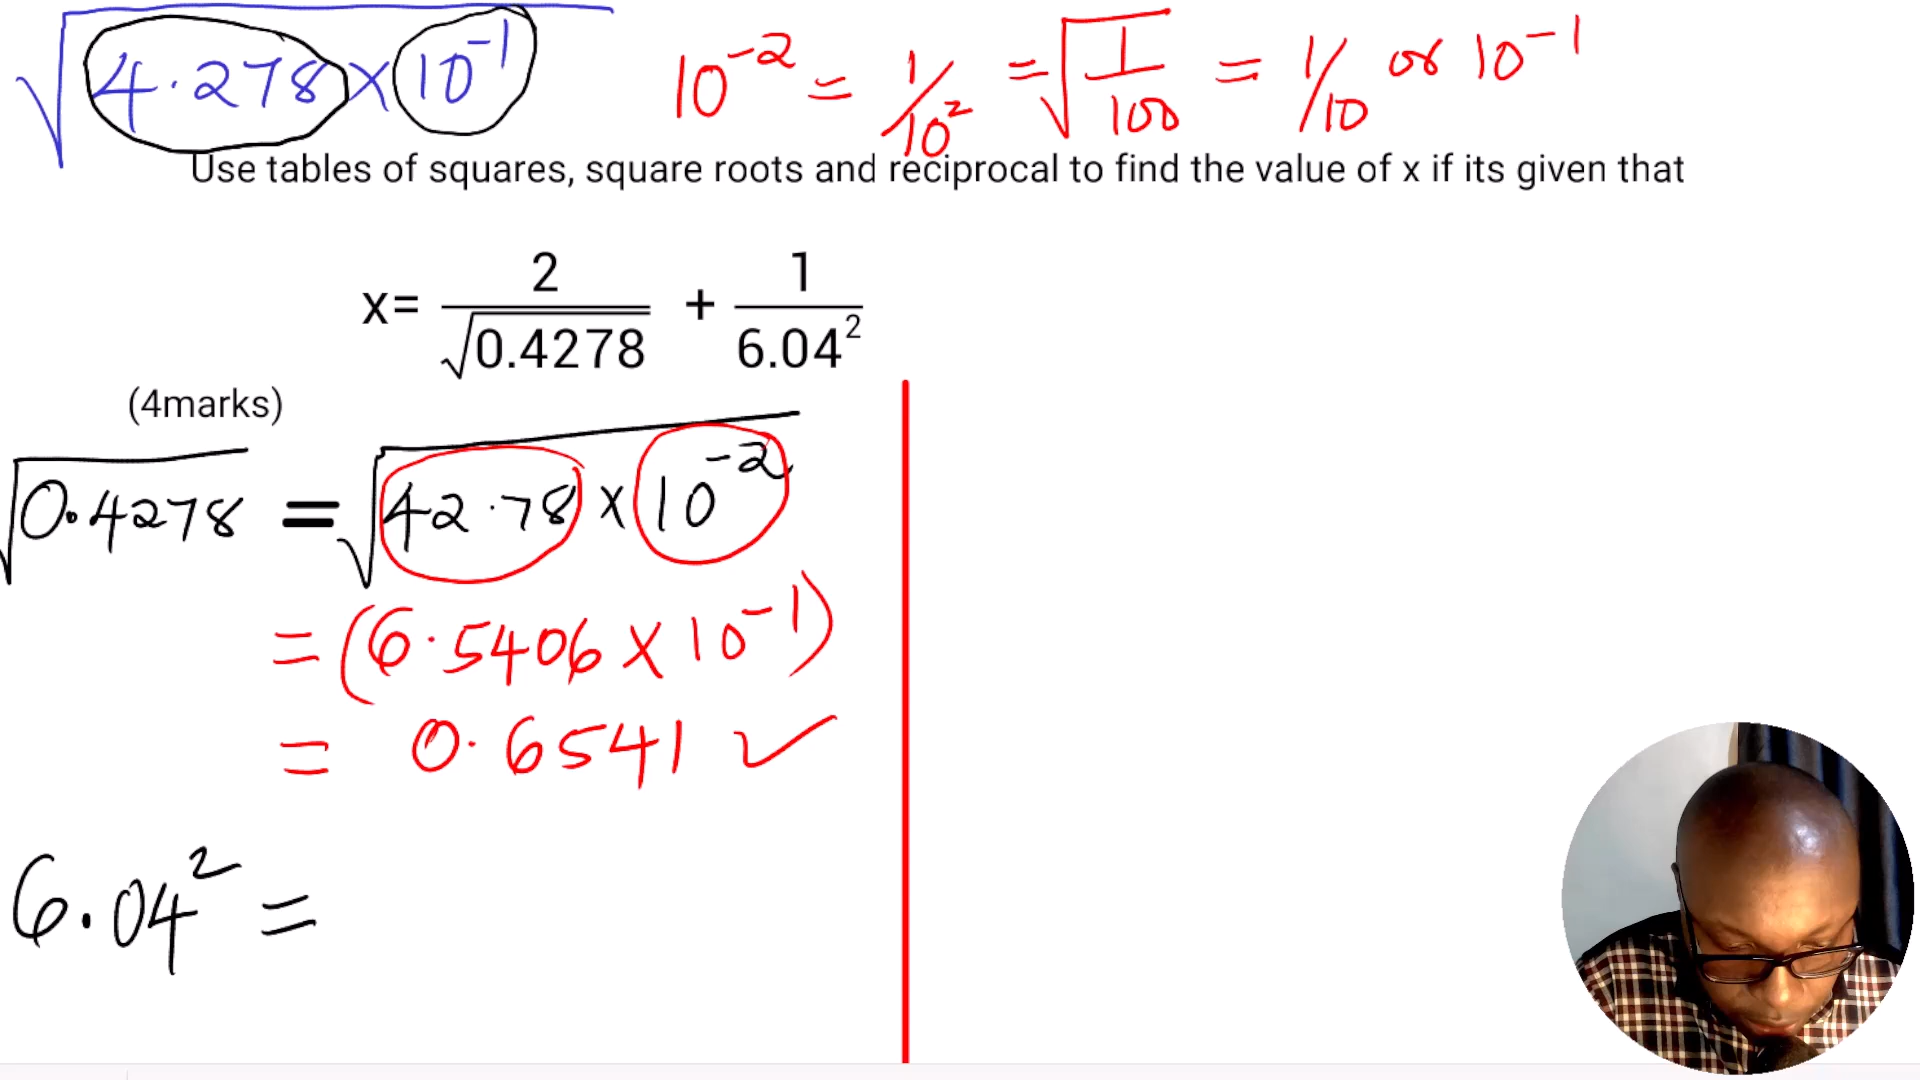 √4.278 × 10⁻¹
10⁻² = 1/10² = √1/100 = 1/10 or 10⁻¹
Use tables of squares, square roots and reciprocal to find the value of x if its given that
x= 2/√0.4278 + 1/6.04²
(4marks)
√0.4278 = √42.78 × 10⁻²
= (6.5406 × 10⁻¹)
= 0.6541 ✓
6.04² =